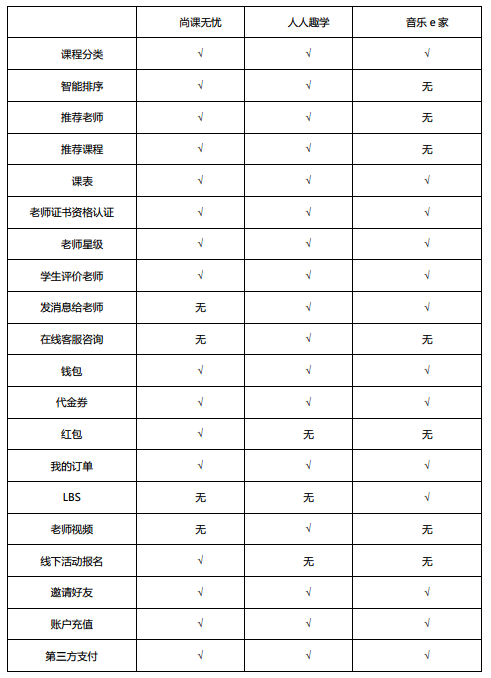 尚课无忧 人人趣学 音乐 e 家
课程分类 √ √ √
智能排序 √ √ 无
推荐老师 √ √ 无
推荐课程 √ √ 无
课表 √ √ √
老师证书资格认证 √ √ √
老师星级 √ √ √
学生评价老师 √ √ √
发消息给老师 无 √ √
在线客服咨询 无 √ 无
钱包 √ √ √
代金券 √ √ √
红包 √ 无 无
我的订单 √ √ √
LBS 无 无 √
老师视频 无 √ 无
线下活动报名 √ 无 无
邀请好友 √ √ √
账户充值 √ √ √
第三方支付 √ √ √